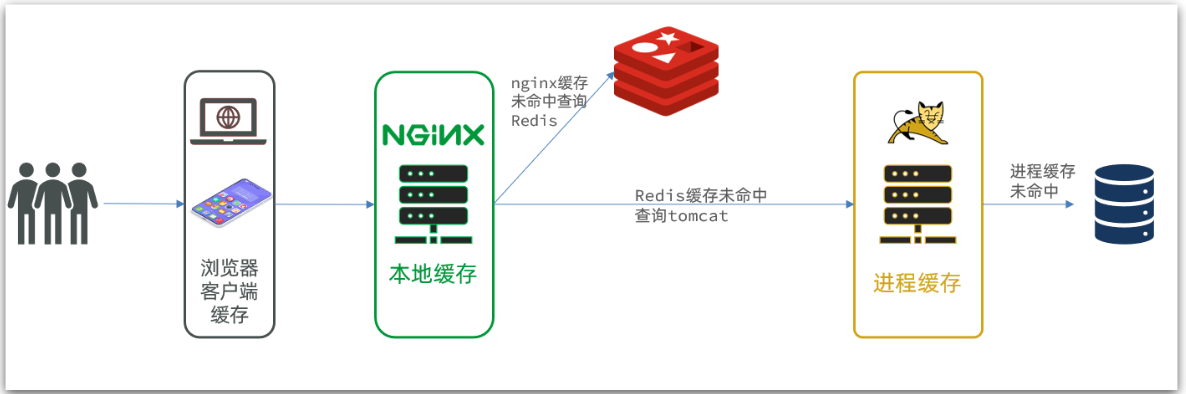 浏览器
客户端
缓存
NGINX
本地缓存
nginx缓存
未命中查询
Redis
Redis缓存未命中
查询tomcat
进程缓存
进程缓存
未命中